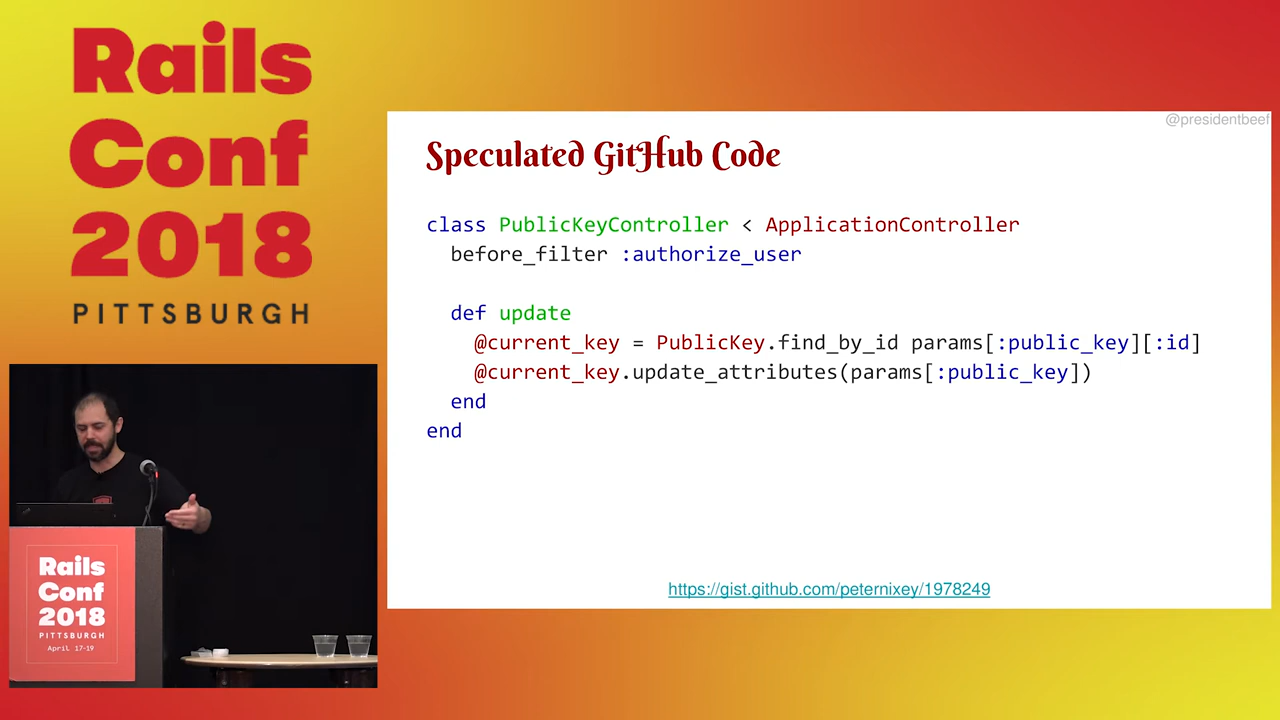 Rails
Conf
2018
PITTSBURGH
@presidentbeef
Speculated GitHub Code
class PublicKeyController < ApplicationController
  before_filter :authorize_user
  def update
    @current_key = PublicKey.find_by_id params[:public_key][:id]
    @current_key.update_attributes(params[:public_key])
  end
end
https://gist.github.com/peternixey/1978249
Rails
Conf
2018
PITTSBURGH
April 17-19